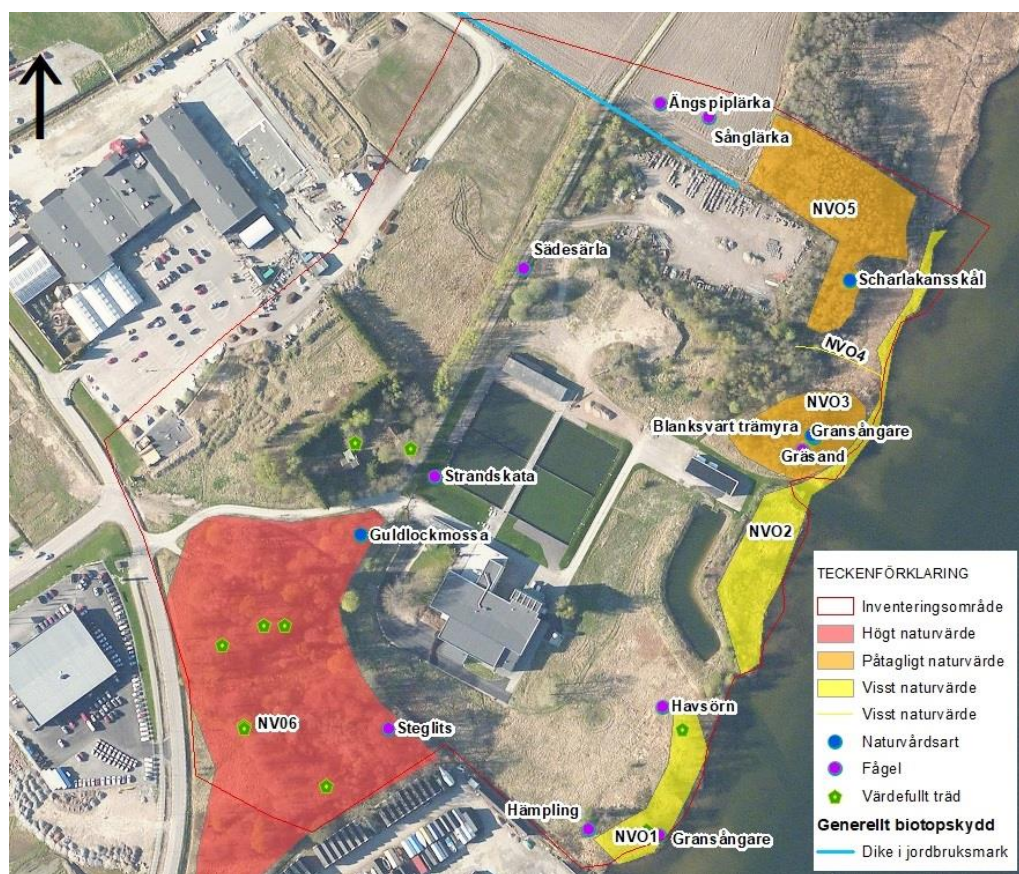 Ängspiplärka
Sånglärka
NVO5
Sädesärla
Scharlakansskål
NVO4
NVO3
Blanksvart trämyra
Gransångare
Gräsand
Strandskata
NVO2
Guldlockmossa
TECKENFÖRKLARING
Inventeringsområde
Högt naturvärde
Påtagligt naturvärde
Visst naturvärde
Visst naturvärde
Naturvårdsart
Fågel
Värdefullt träd
Generellt biotopskydd
Dike i jordbruksmark
Havsörn
NV06
Steglits
Hämpling
NVO1
Gransångare